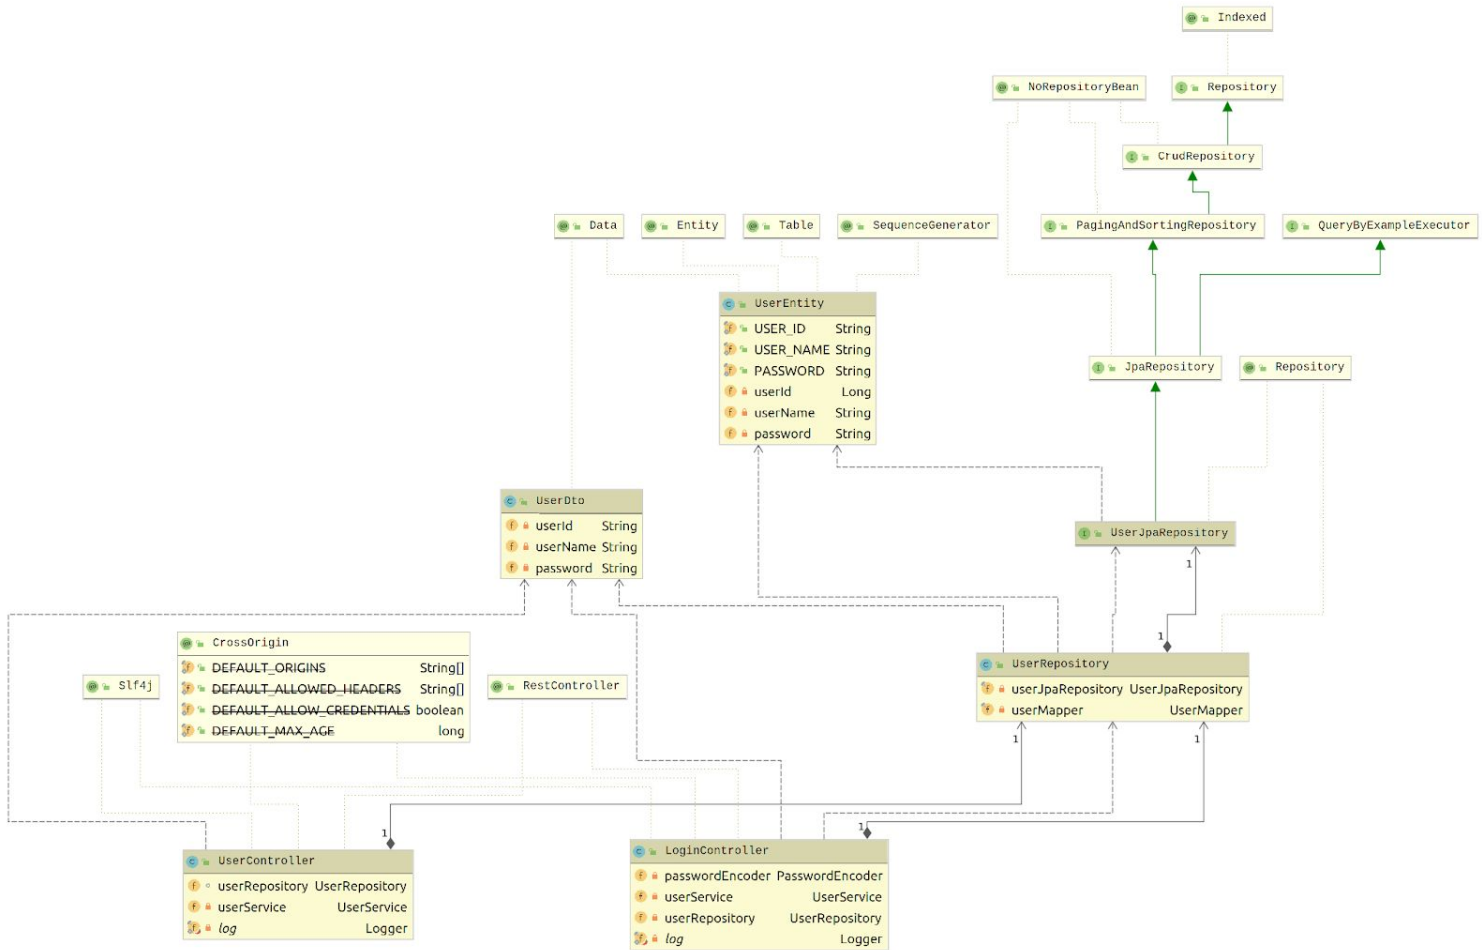 Indexed
NoRepositoryBean
Repository
CrudRepository
Data
Entity
Table
SequenceGenerator
PagingAndSortingRepository
QueryByExampleExecutor
UserEntity
USER_ID String
USER_NAME String
PASSWORD String
userId Long
userName String
password String
JpaRepository
Repository
UserDto
userId String
userName String
password String
UserJpaRepository
1
1
CrossOrigin
DEFAULT_ORIGINS String[]
DEFAULT_ALLOWED_HEADERS String[]
DEFAULT_ALLOW_CREDENTIALS boolean
DEFAULT_MAX_AGE long
Slf4j
RestController
UserRepository
userJpaRepository UserJpaRepository
userMapper UserMapper
1
1
1
1
UserController
userRepository UserRepository
userService UserService
log Logger
LoginController
passwordEncoder PasswordEncoder
userService UserService
userRepository UserRepository
log Logger